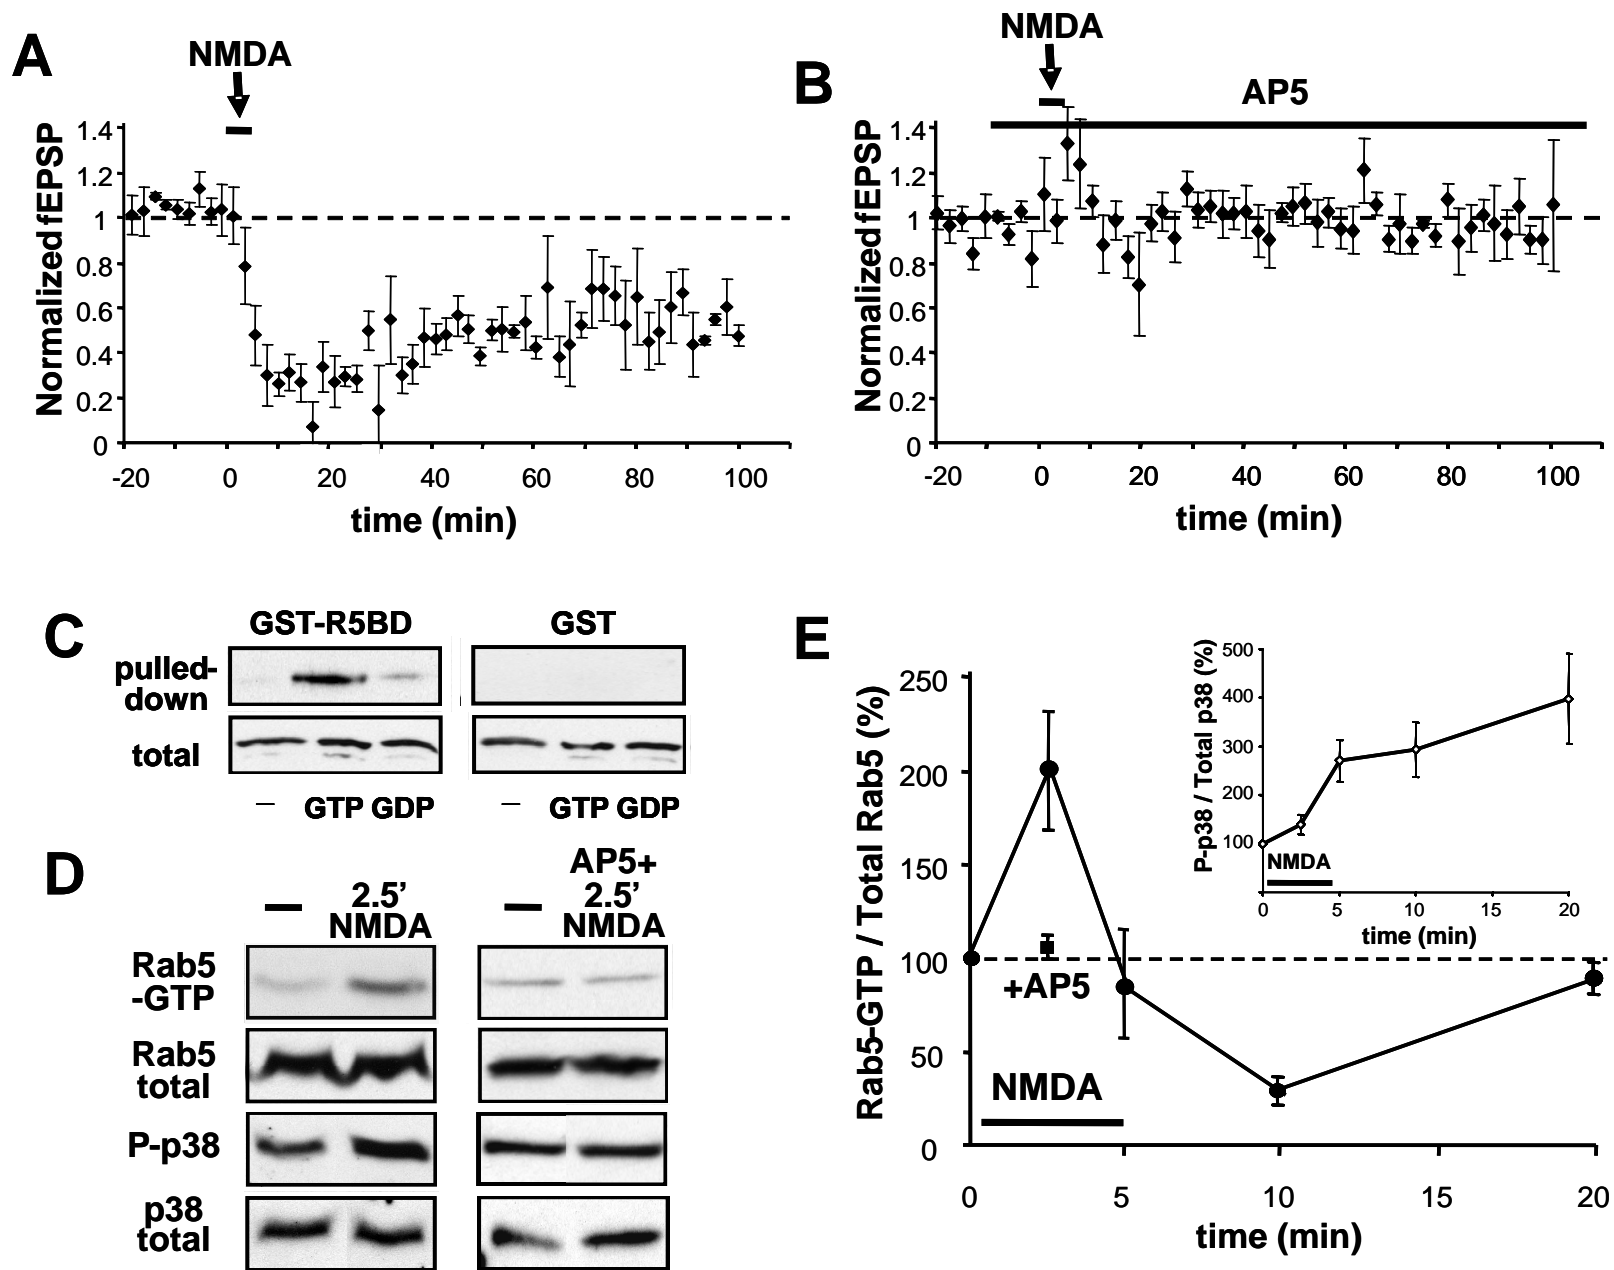 A
NMDA
Normalized fEPSP
1.4
1.2
1
0.8
0.6
0.4
0.2
0
-20 0 20 40 60 80 100
time (min)
B
NMDA
AP5
Normalized fEPSP
1.4
1.2
1
0.8
0.6
0.4
0.2
0
-20 0 20 40 60 80 100
time (min)
C
GST-R5BD GST
pulled-
down
total
– GTP GDP – GTP GDP
D
– 2.5’
NMDA
– AP5+
2.5’
NMDA
Rab5
-GTP
Rab5
total
P-p38
p38
total
E
Rab5-GTP / Total Rab5 (%)
250
200
150
100
50
0
+AP5
NMDA
0 5 10 15 20
time (min)
P-p38 / Total p38 (%)
500
400
300
200
100
NMDA
0 5 10 15 20
time (min)